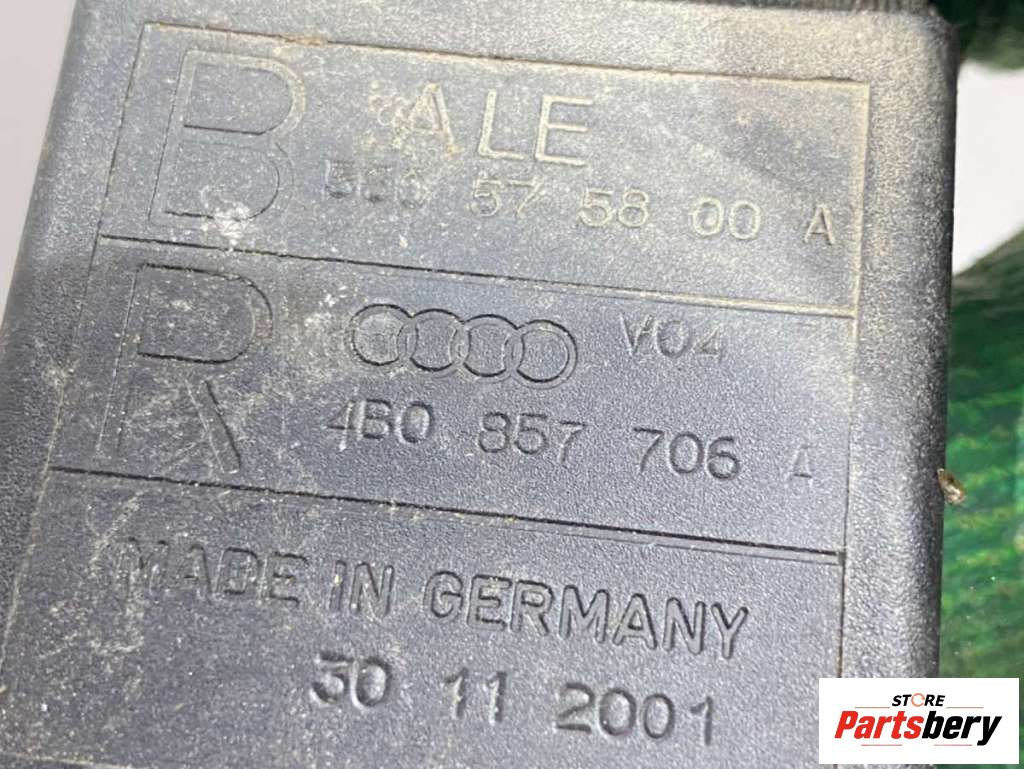 B ALE
57 58 00 A
R V04
4B0 857 706 A
MADE IN GERMANY
30 11 2001
STORE
Partsbery